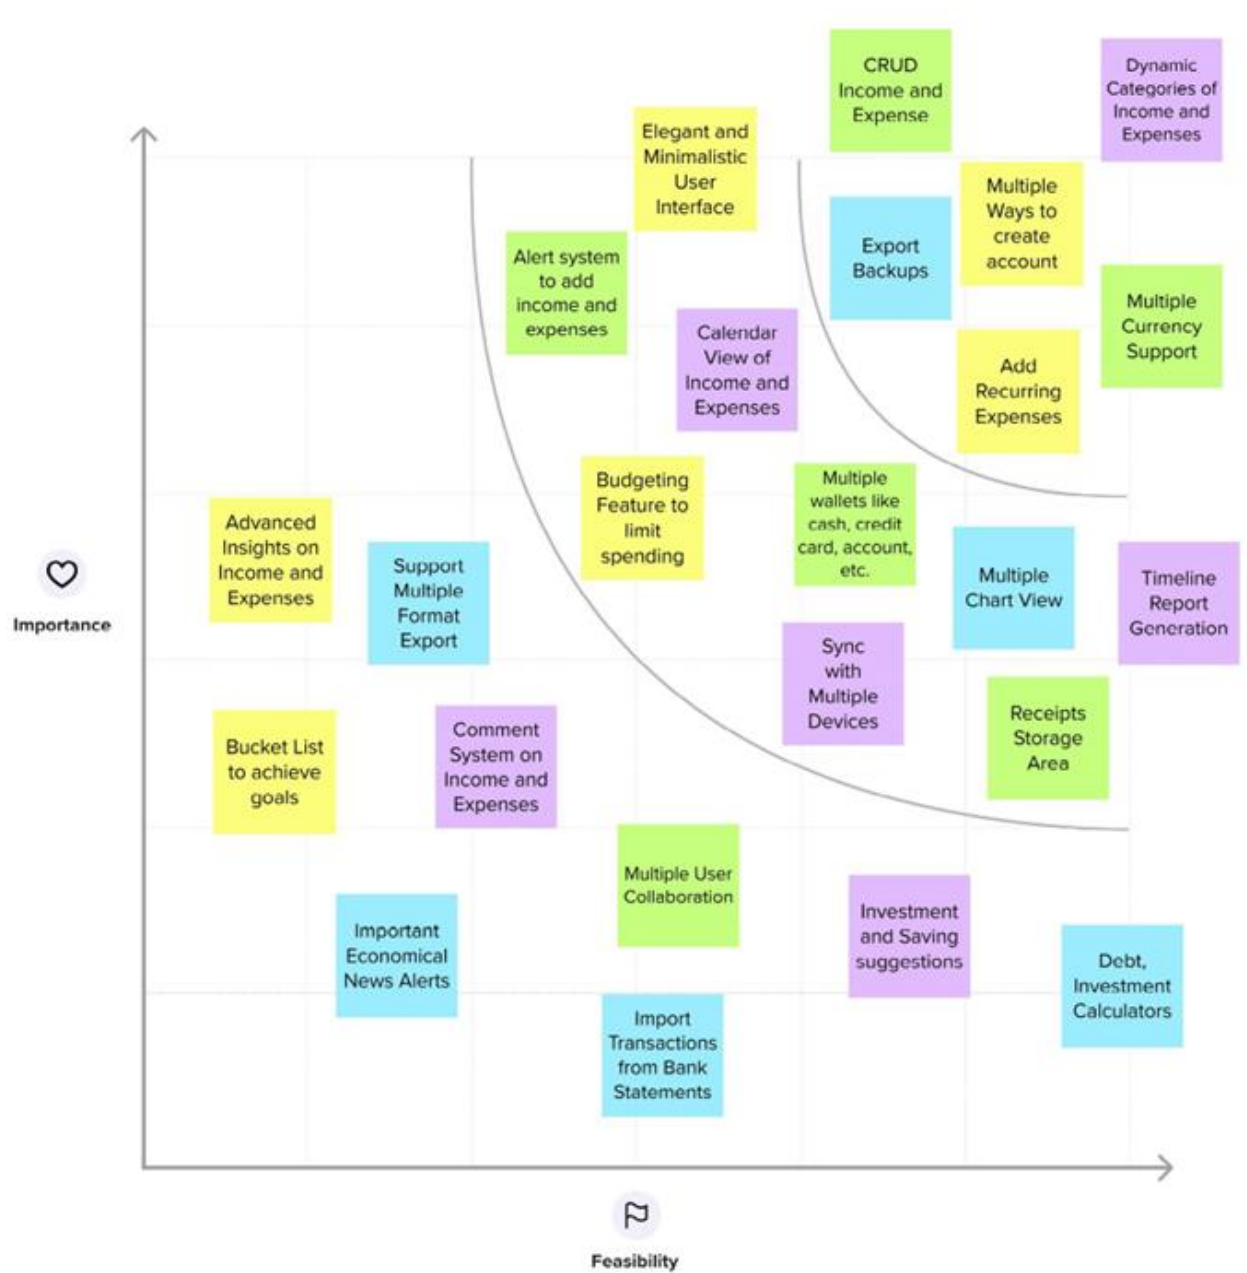 CRUD
Income and
Expense
Dynamic
Categories of
Income and
Expenses
Elegant and
Minimalistic
User
Interface
Multiple
Ways to
create
account
Export
Backups
Alert system
to add
income and
expenses
Multiple
Currency
Support
Calendar
View of
Income and
Expenses
Add
Recurring
Expenses
Budgeting
Feature to
limit
spending
Multiple
wallets like
cash, credit
card, account,
etc.
Advanced
Insights on
Income and
Expenses
Support
Multiple
Format
Export
Multiple
Chart View
Timeline
Report
Generation
Importance
Sync
with
Multiple
Devices
Receipts
Storage
Area
Bucket List
to achieve
goals
Comment
System on
Income and
Expenses
Multiple User
Collaboration
Investment
and Saving
suggestions
Important
Economical
News Alerts
Debt,
Investment
Calculators
Import
Transactions
from Bank
Statements
Feasibility